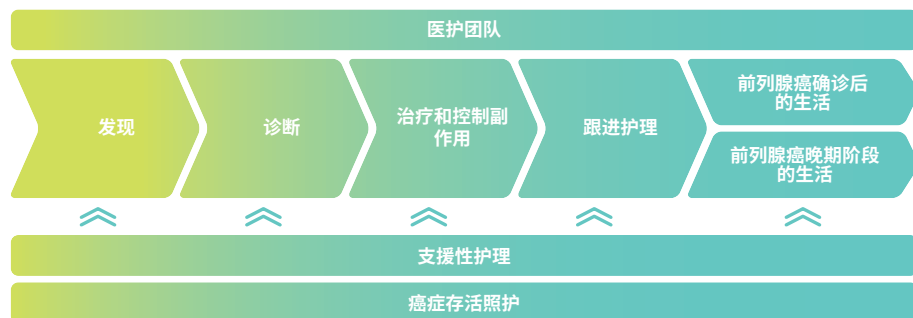 医护团队
发现
诊断
治疗和控制副
作用
跟进护理
前列腺癌确诊后
的生活
前列腺癌晚期阶段
的生活
支援性护理
癌症存活照护